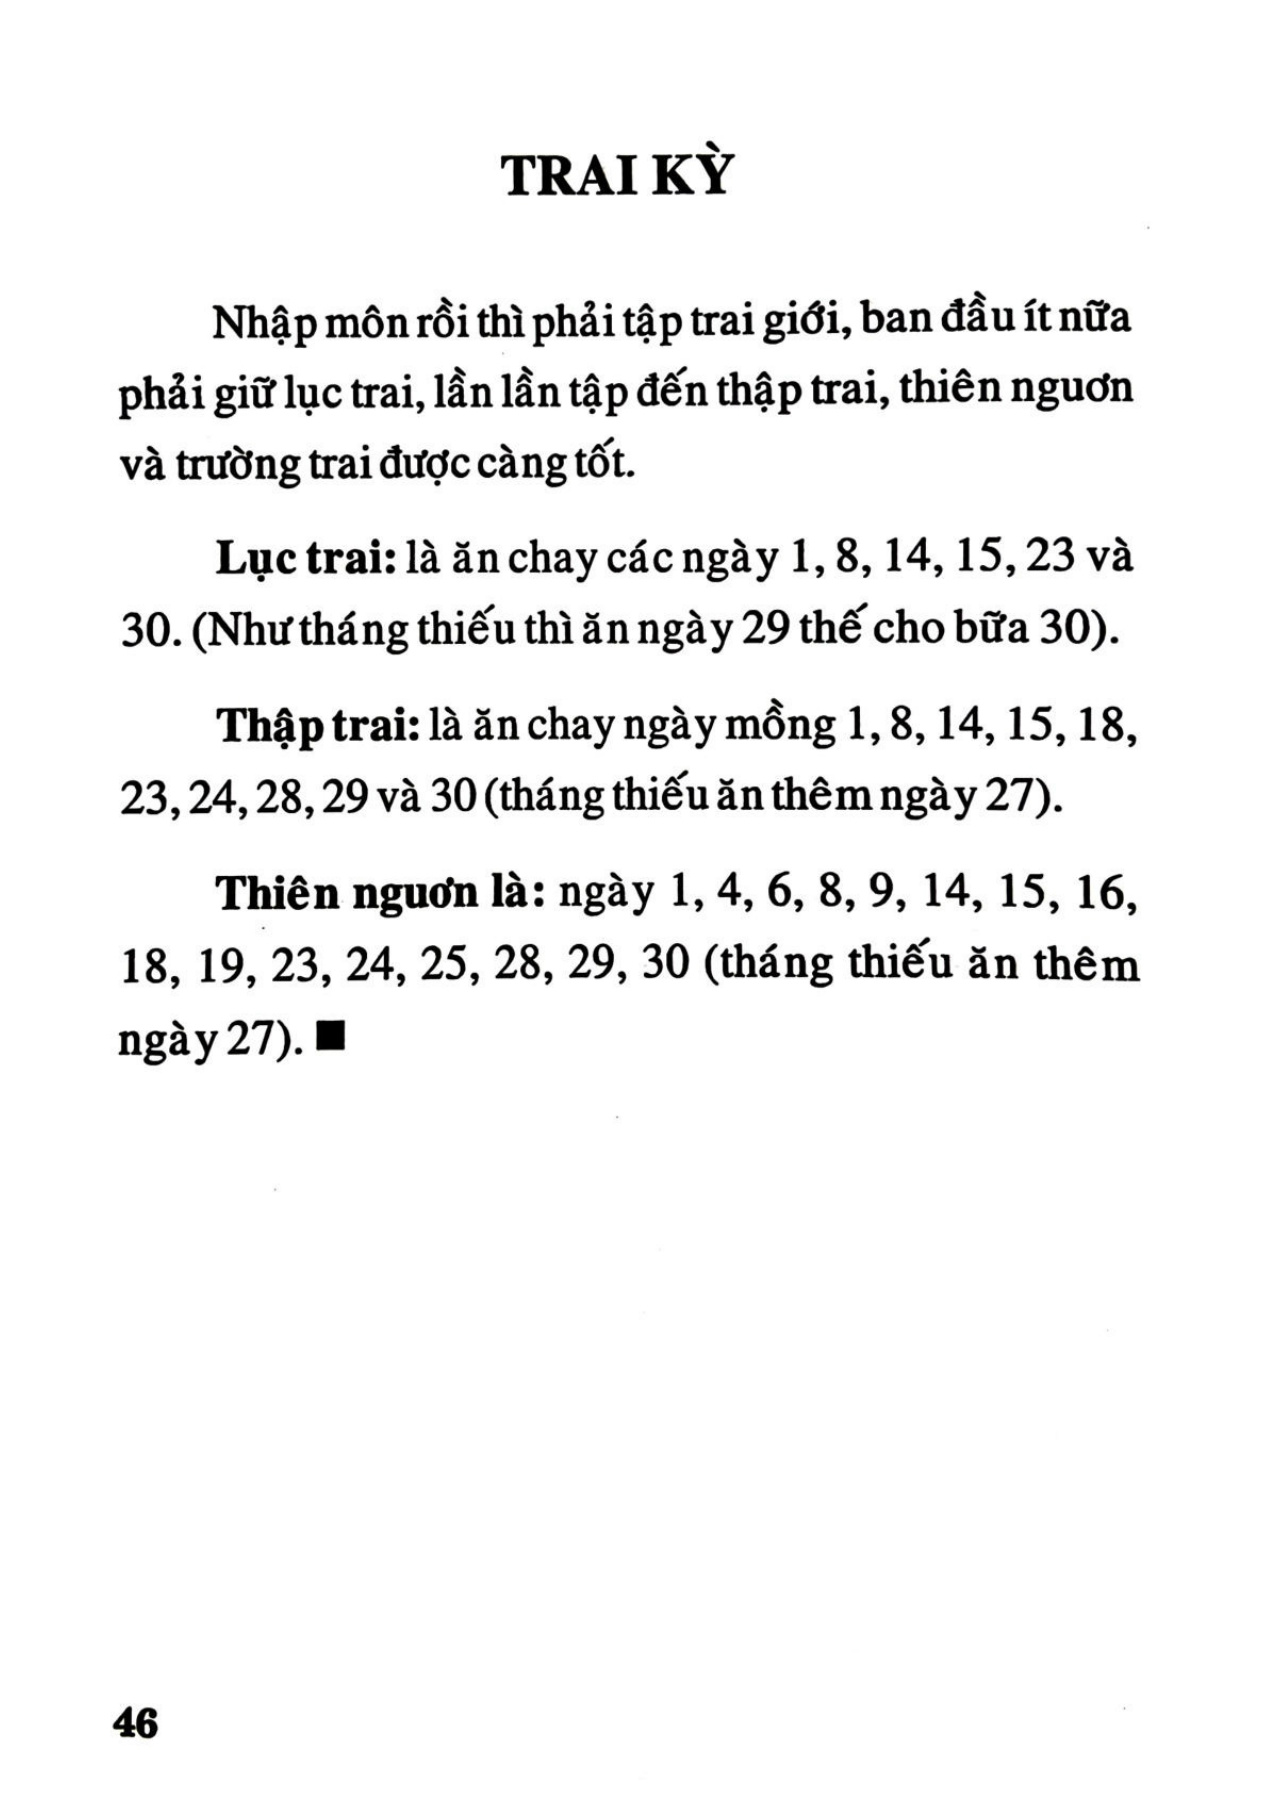 TRAI KỲ
Nhập môn rồi thì phải tập trai giới, ban đầu ít nữa
phải giữ lục trai, lần lần tập đến thập trai, thiên nguơn
và trường trai được càng tốt.
Lục trai: là ăn chay các ngày 1, 8, 14, 15, 23 và
30. (Như tháng thiếu thì ăn ngày 29 thế cho bữa 30).
Thập trai: là ăn chay ngày mồng 1, 8, 14, 15, 18,
23, 24, 28, 29 và 30 (tháng thiếu ăn thêm ngày 27).
Thiên nguơn là: ngày 1, 4, 6, 8, 9, 14, 15, 16,
18, 19, 23, 24, 25, 28, 29, 30 (tháng thiếu ăn thêm
ngày 27). ■
46